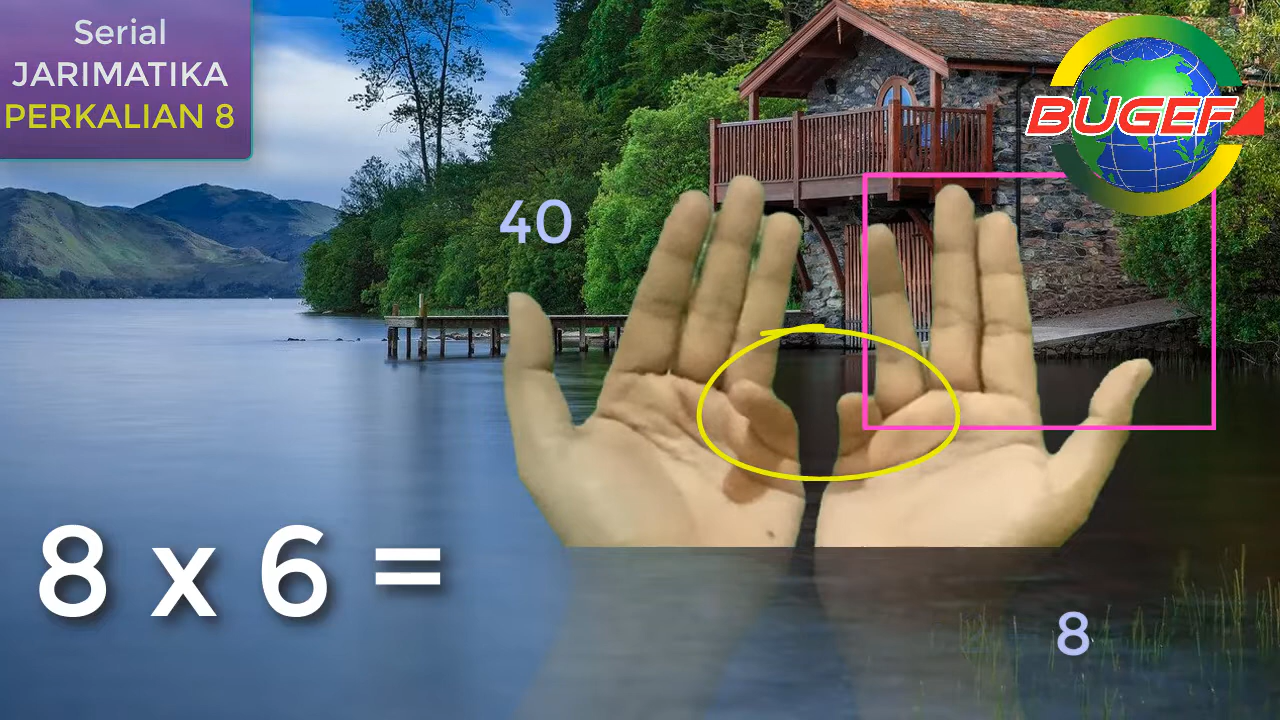 Serial
JARIMATIKA
PERKALIAN 8
BUGEF
40
8 x 6 =
8